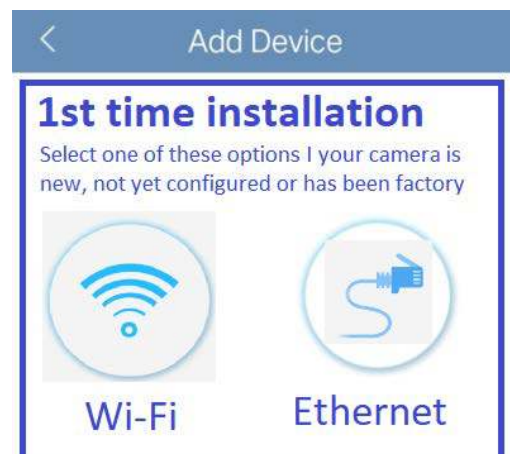 Add Device
1st time installation
Select one of these options I your camera is
new, not yet configured or has been factory
Wi-Fi
Ethernet